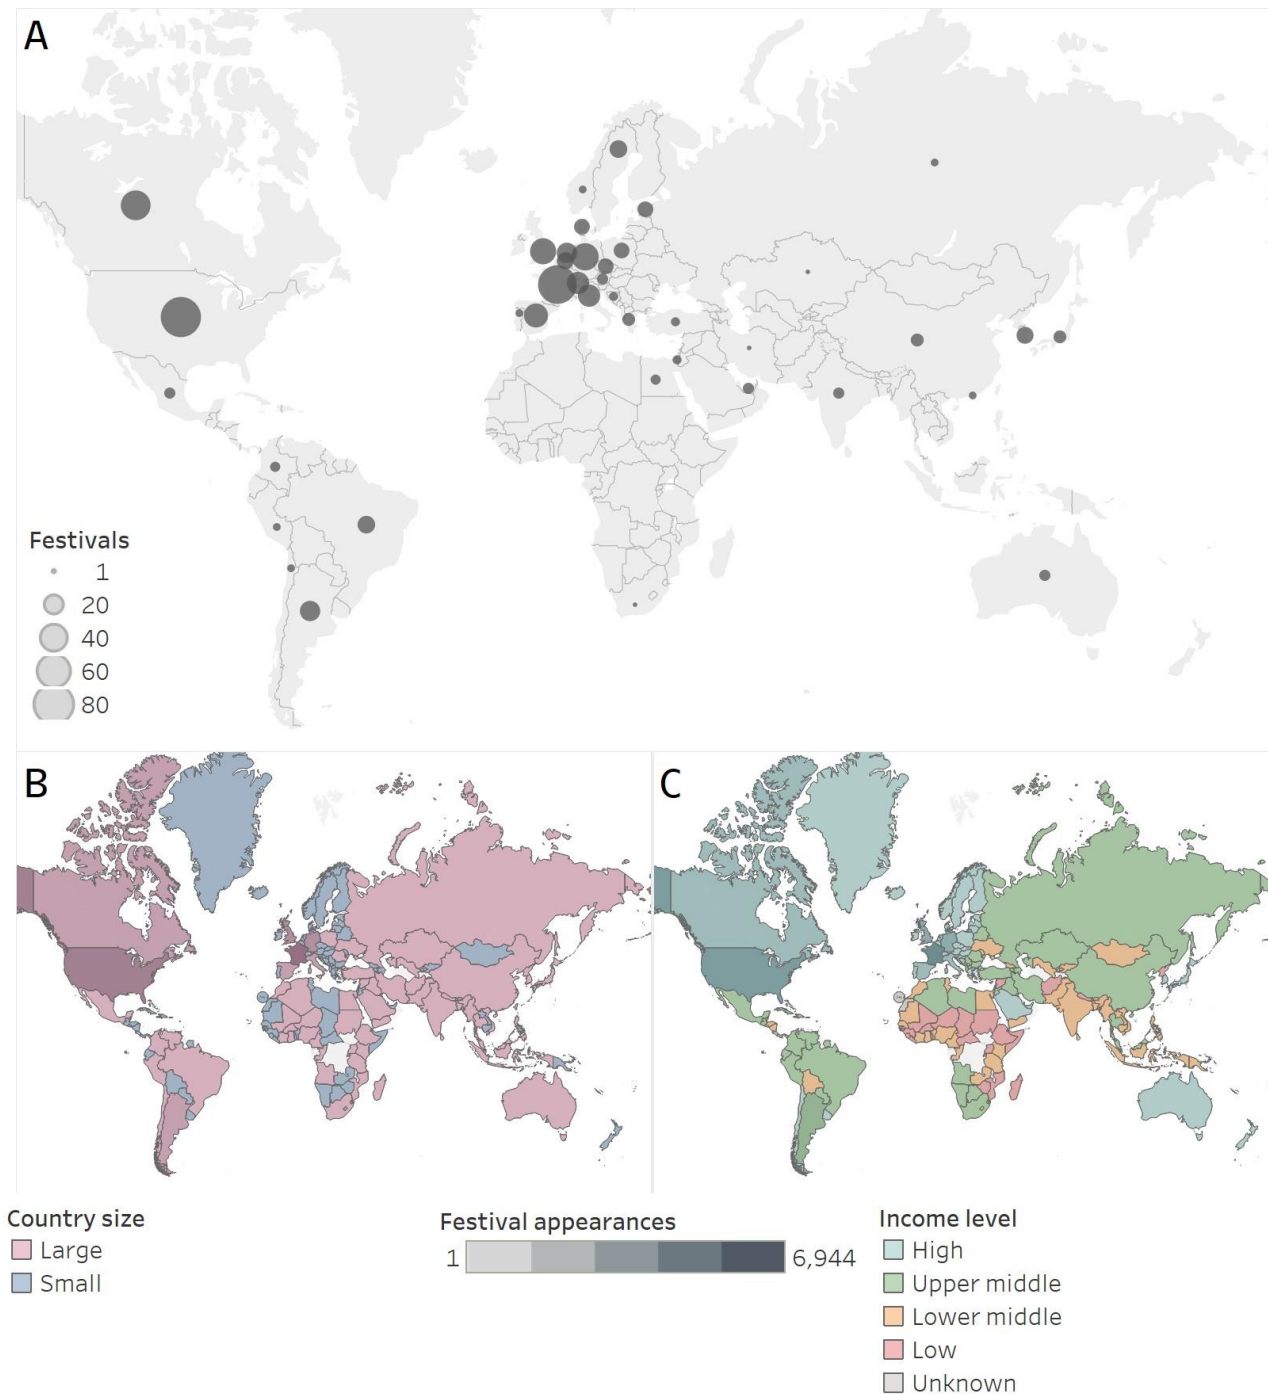 A
Festivals
1
20
40
60
80
B
C
Country size
Large
Small
Festival appearances
1 6,944
Income level
High
Upper middle
Lower middle
Low
Unknown